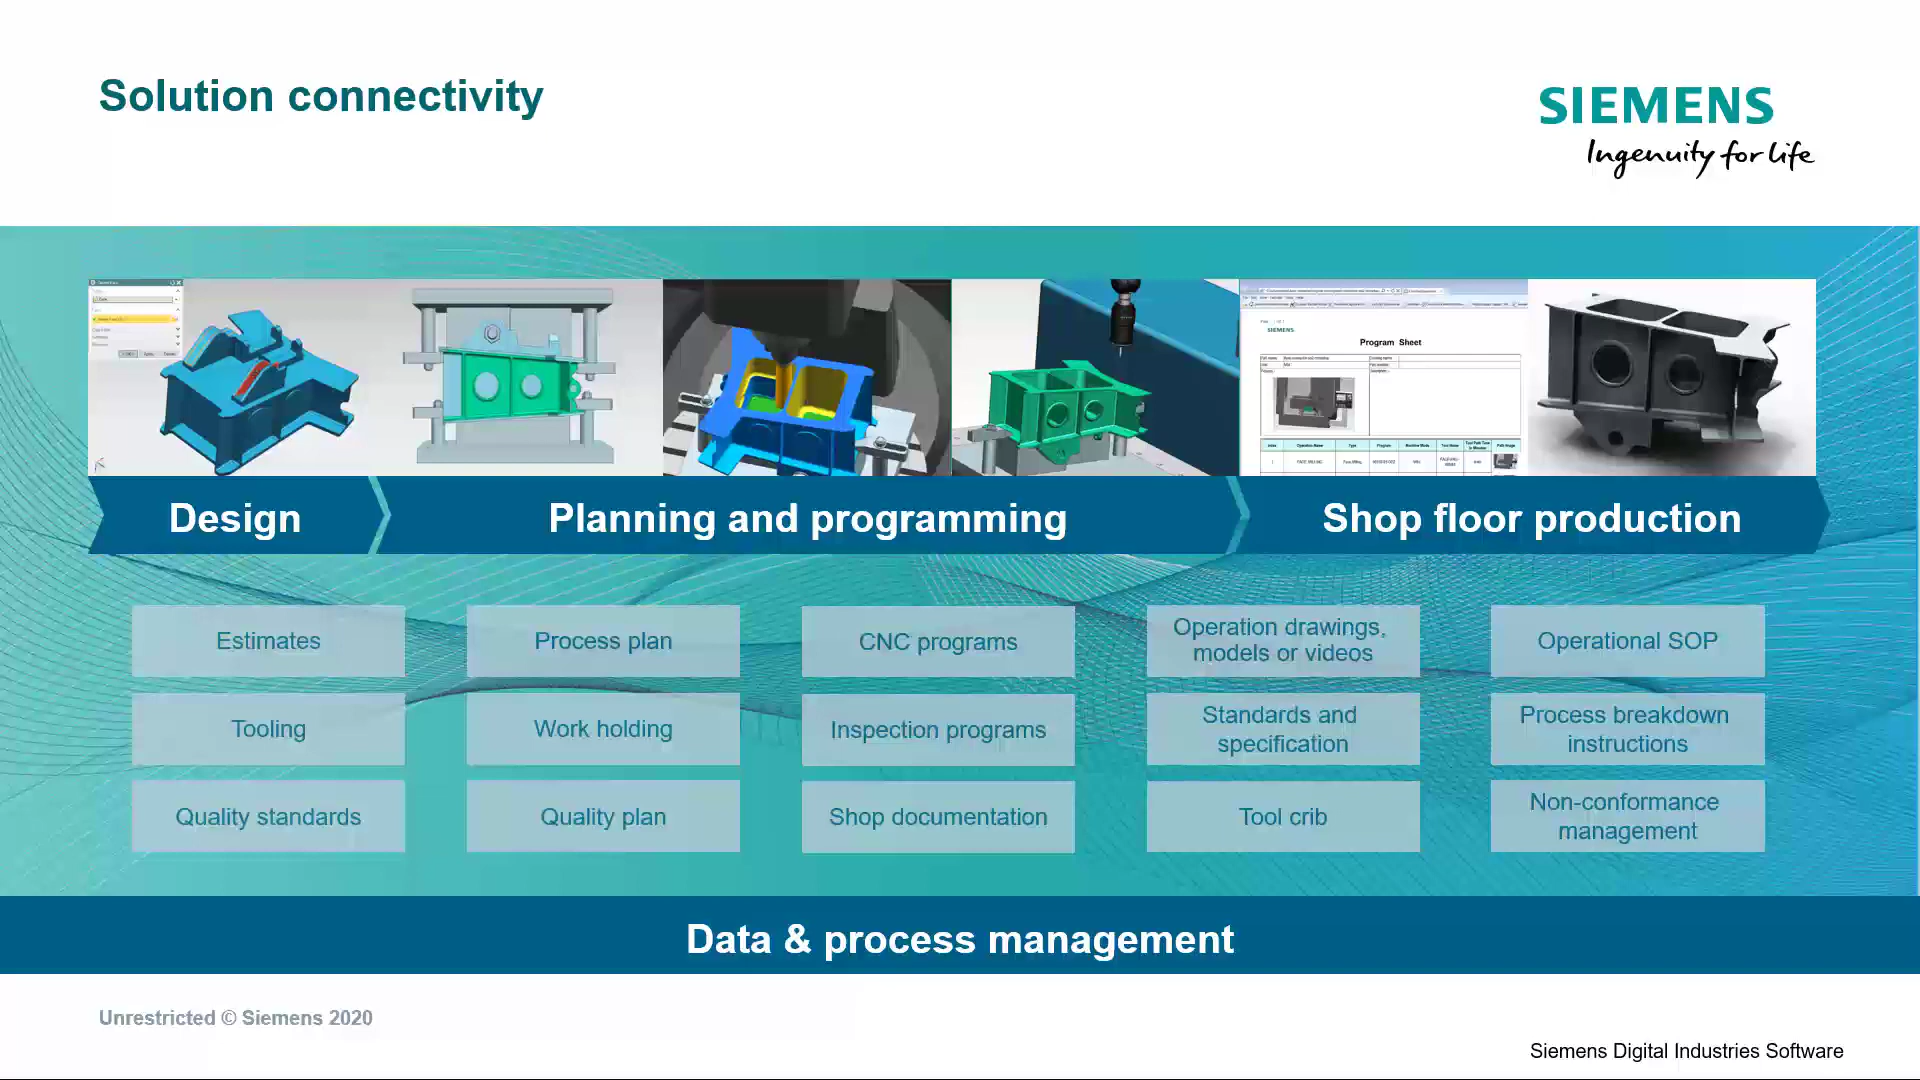 Solution connectivity
SIEMENS
Ingenuity for life
SIEMENS
Program Sheet
Design
Planning and programming
Shop floor production
Estimates
Process plan
CNC programs
Operation drawings,
models or videos
Operational SOP
Tooling
Work holding
Inspection programs
Standards and
specification
Process breakdown
instructions
Quality standards
Quality plan
Shop documentation
Tool crib
Non-conformance
management
Data & process management
Unrestricted © Siemens 2020
Siemens Digital Industries Software